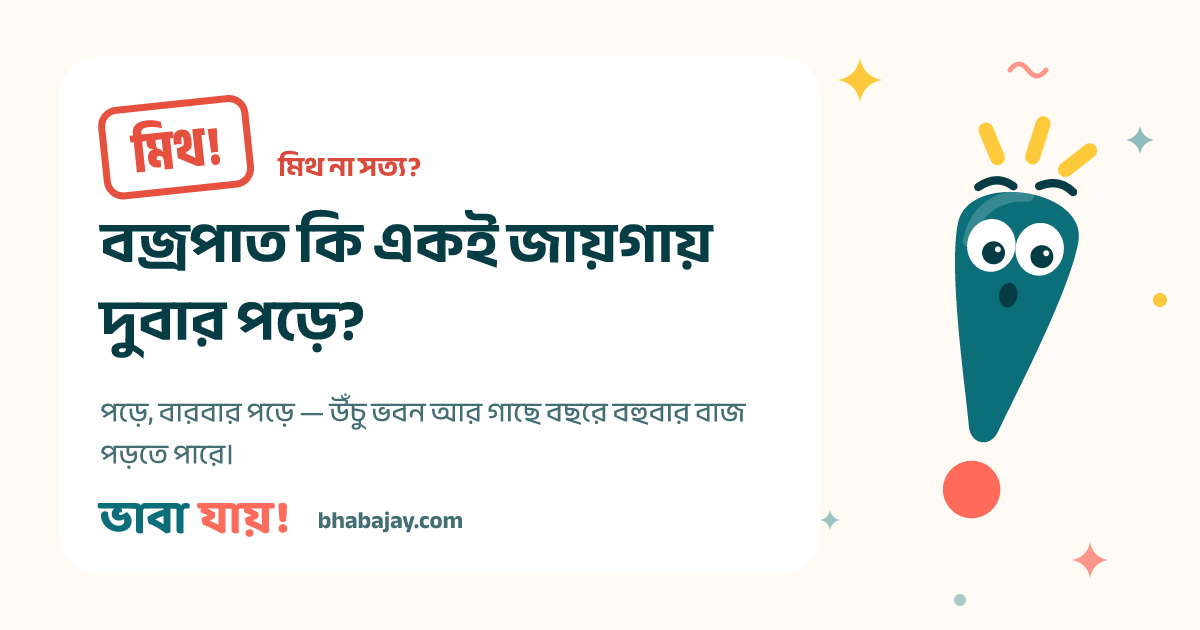 মিথ!
মিথ না সত্য?
বজ্রপাত কি একই জায়গায়
দুবার পড়ে?
পড়ে, বারবার পড়ে — উঁচু ভবন আর গাছে বছরে বহুবার বাজ
পড়তে পারে।
ভাবা যায়! bhabajay.com